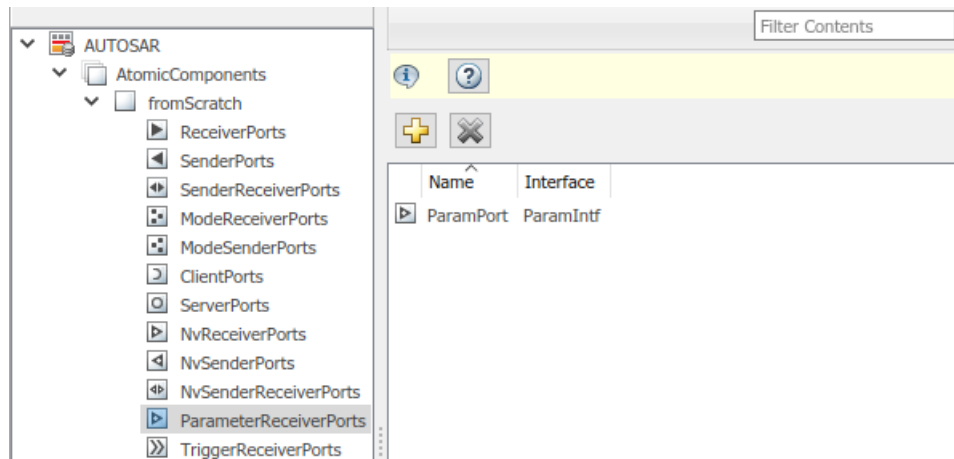 Filter Contents
AUTOSAR
AtomicComponents
fromScratch
ReceiverPorts
SenderPorts
SenderReceiverPorts
ModeReceiverPorts
ModeSenderPorts
ClientPorts
ServerPorts
NvReceiverPorts
NvSenderPorts
NvSenderReceiverPorts
ParameterReceiverPorts
TriggerReceiverPorts
Name Interface
ParamPort ParamIntf